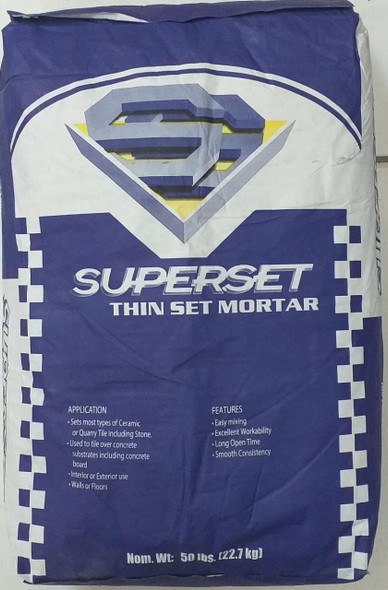 SUPERSET
THIN SET MORTAR
APPLICATION
• Sets most types of Ceramic
or Quarry Tile including Stone.
• Used to tile over concrete
substrates including concrete
board
• Interior or Exterior use
• Walls or Floors
FEATURES
• Easy mixing
• Excellent Workability
• Long Open Time
• Smooth Consistency
Nom. Wt: 50 lbs. (22.7 kg)